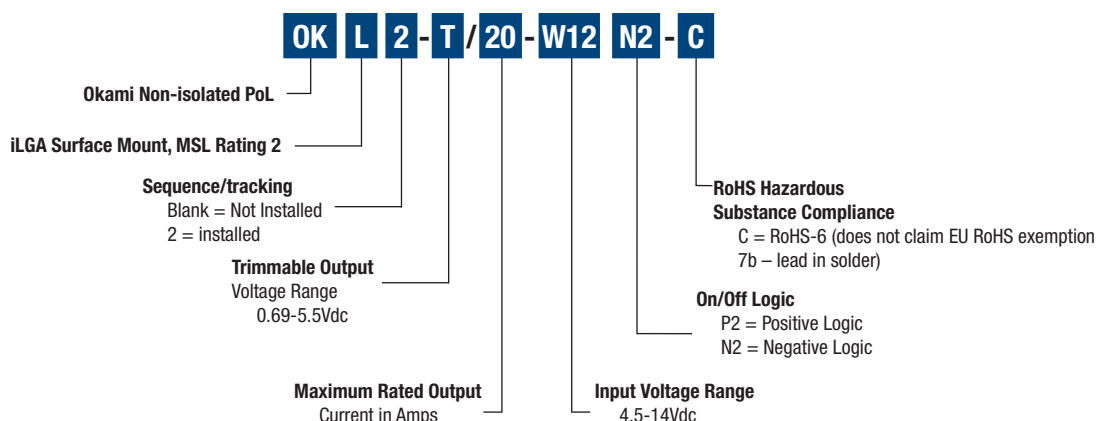 OK L 2 - T / 20 - W12 N2 - C
Okami Non-isolated PoL
iLGA Surface Mount, MSL Rating 2
Sequence/tracking
Blank = Not Installed
2 = installed
Trimmable Output
Voltage Range
0.69-5.5Vdc
Maximum Rated Output
Current in Amps
Input Voltage Range
4.5-14Vdc
On/Off Logic
P2 = Positive Logic
N2 = Negative Logic
RoHS Hazardous
Substance Compliance
C = RoHS-6 (does not claim EU RoHS exemption
7b – lead in solder)